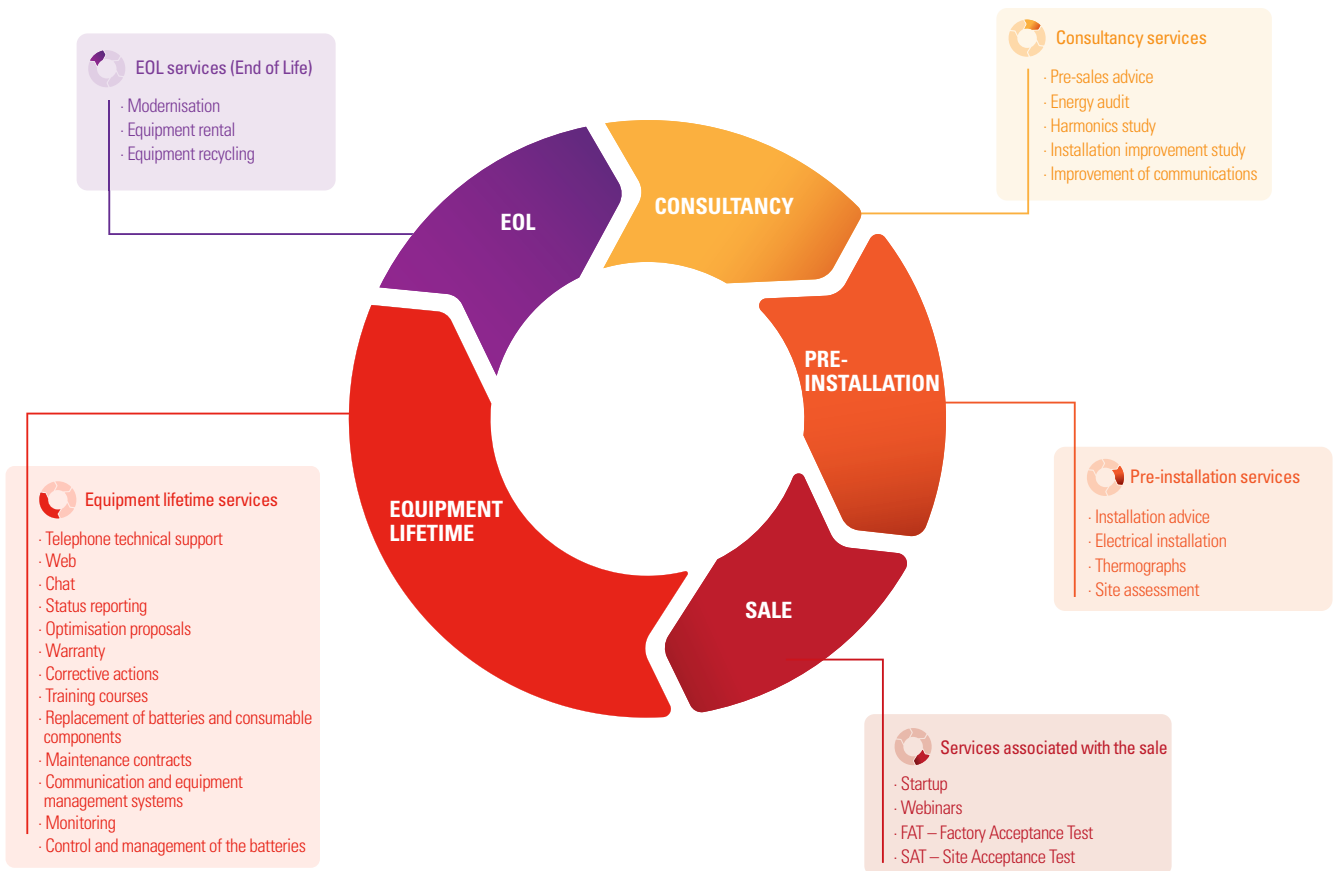 EOL services (End of Life)
· Modernisation
· Equipment rental
· Equipment recycling
Consultancy services
· Pre-sales advice
· Energy audit
· Harmonics study
· Installation improvement study
· Improvement of communications
EOL
CONSULTANCY
PRE-
INSTALLATION
EQUIPMENT
LIFETIME
SALE
Equipment lifetime services
· Telephone technical support
· Web
· Chat
· Status reporting
· Optimisation proposals
· Warranty
· Corrective actions
· Training courses
· Replacement of batteries and consumable
components
· Maintenance contracts
· Communication and equipment
management systems
· Monitoring
· Control and management of the batteries
Pre-installation services
· Installation advice
· Electrical installation
· Thermographs
· Site assessment
Services associated with the sale
· Startup
· Webinars
· FAT – Factory Acceptance Test
· SAT – Site Acceptance Test